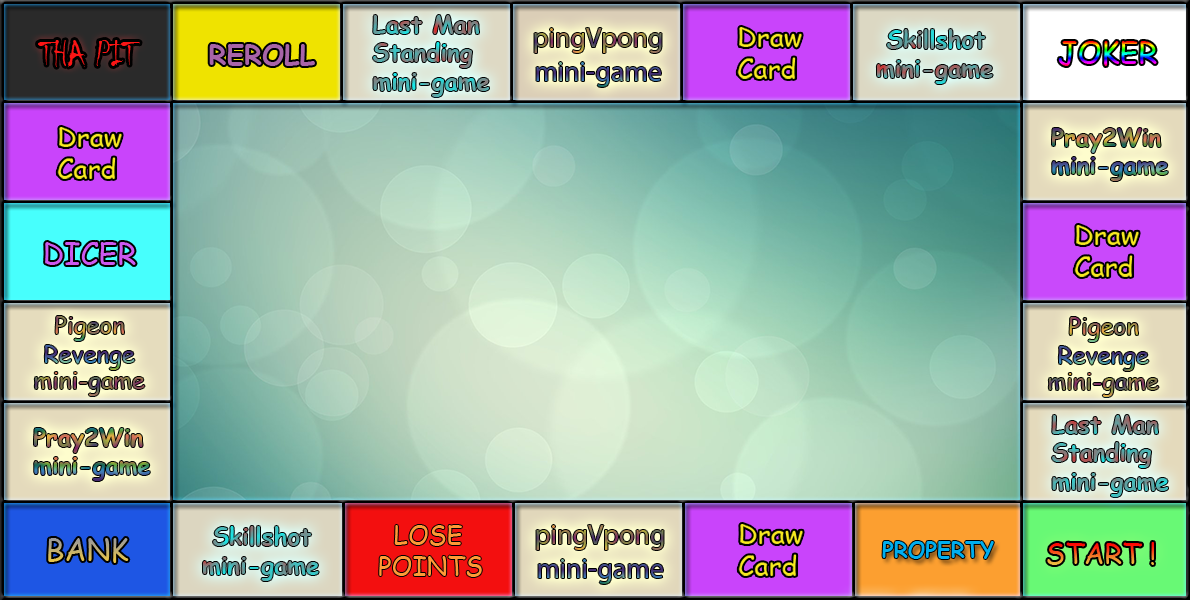 THA PIT
REROLL
Last Man
Standing
mini-game
pingVpong
mini-game
Draw
Card
Skillshot
mini-game
JOKER
Draw
Card
Pray2Win
mini-game
DICER
Draw
Card
Pigeon
Revenge
mini-game
Pigeon
Revenge
mini-game
Pray2Win
mini-game
Last Man
Standing
mini-game
BANK
Skillshot
mini-game
LOSE
POINTS
pingVpong
mini-game
Draw
Card
PROPERTY
START!